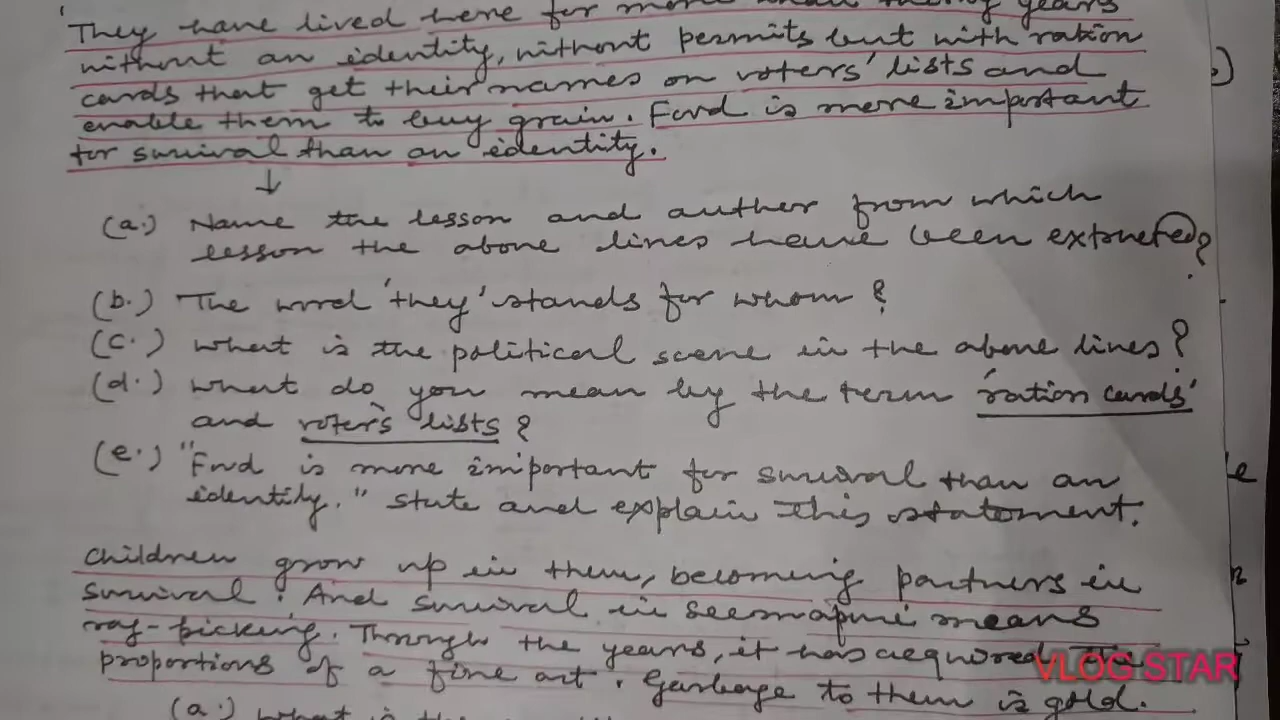 'They have lived here for more than thirty years
without an identity, without permits but with ration
cards that get their names on voters' lists and
enable them to buy grain. Food is more important
for survival than an identity.
↓
(a.) Name the lesson and auther from which
lesson the above lines have been extracted?
(b.) The word 'they' stands for whom?
(c.) What is the political scene in the above lines?
(d.) What do you mean by the term 'ration cards'
and voter's lists?
(e.) "Food is more important for survival than an
identity." State and explain this statement.
Children grow up in them, becoming partners in
survival. And survival in Seemapuri means
rag-picking. Through the years, it has acquired the
proportions of a fine art. Garbage to them is gold.
(a.) What is the
VLOG STAR